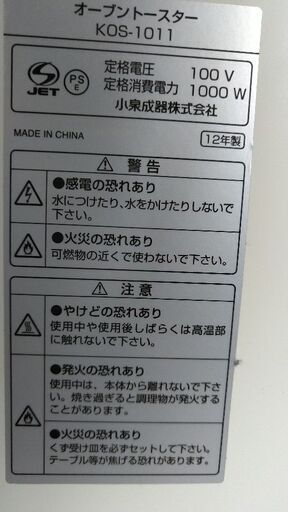 オーブントースター
KOS-1011
JET
PS
E
定格電圧 100 V
定格消費電力 1000 W
小泉成器株式会社
MADE IN CHINA
12年製
警告
●感電の恐れあり
水につけたり、水をかけたりしないで
下さい。
●火災の恐れあり
可燃物の近くで使わないで下さい。
注意
●やけどの恐れあり
使用中や使用後しばらくは高温部
に触れないで下さい。
●発火の恐れあり
使用中は、本体から離れないで下さ
い。焼き過ぎると調理物が発火する
ことがあります。
●火災の恐れあり
くず受け皿を必ずセットして下さい。
テーブル等が焦げる恐れあり。